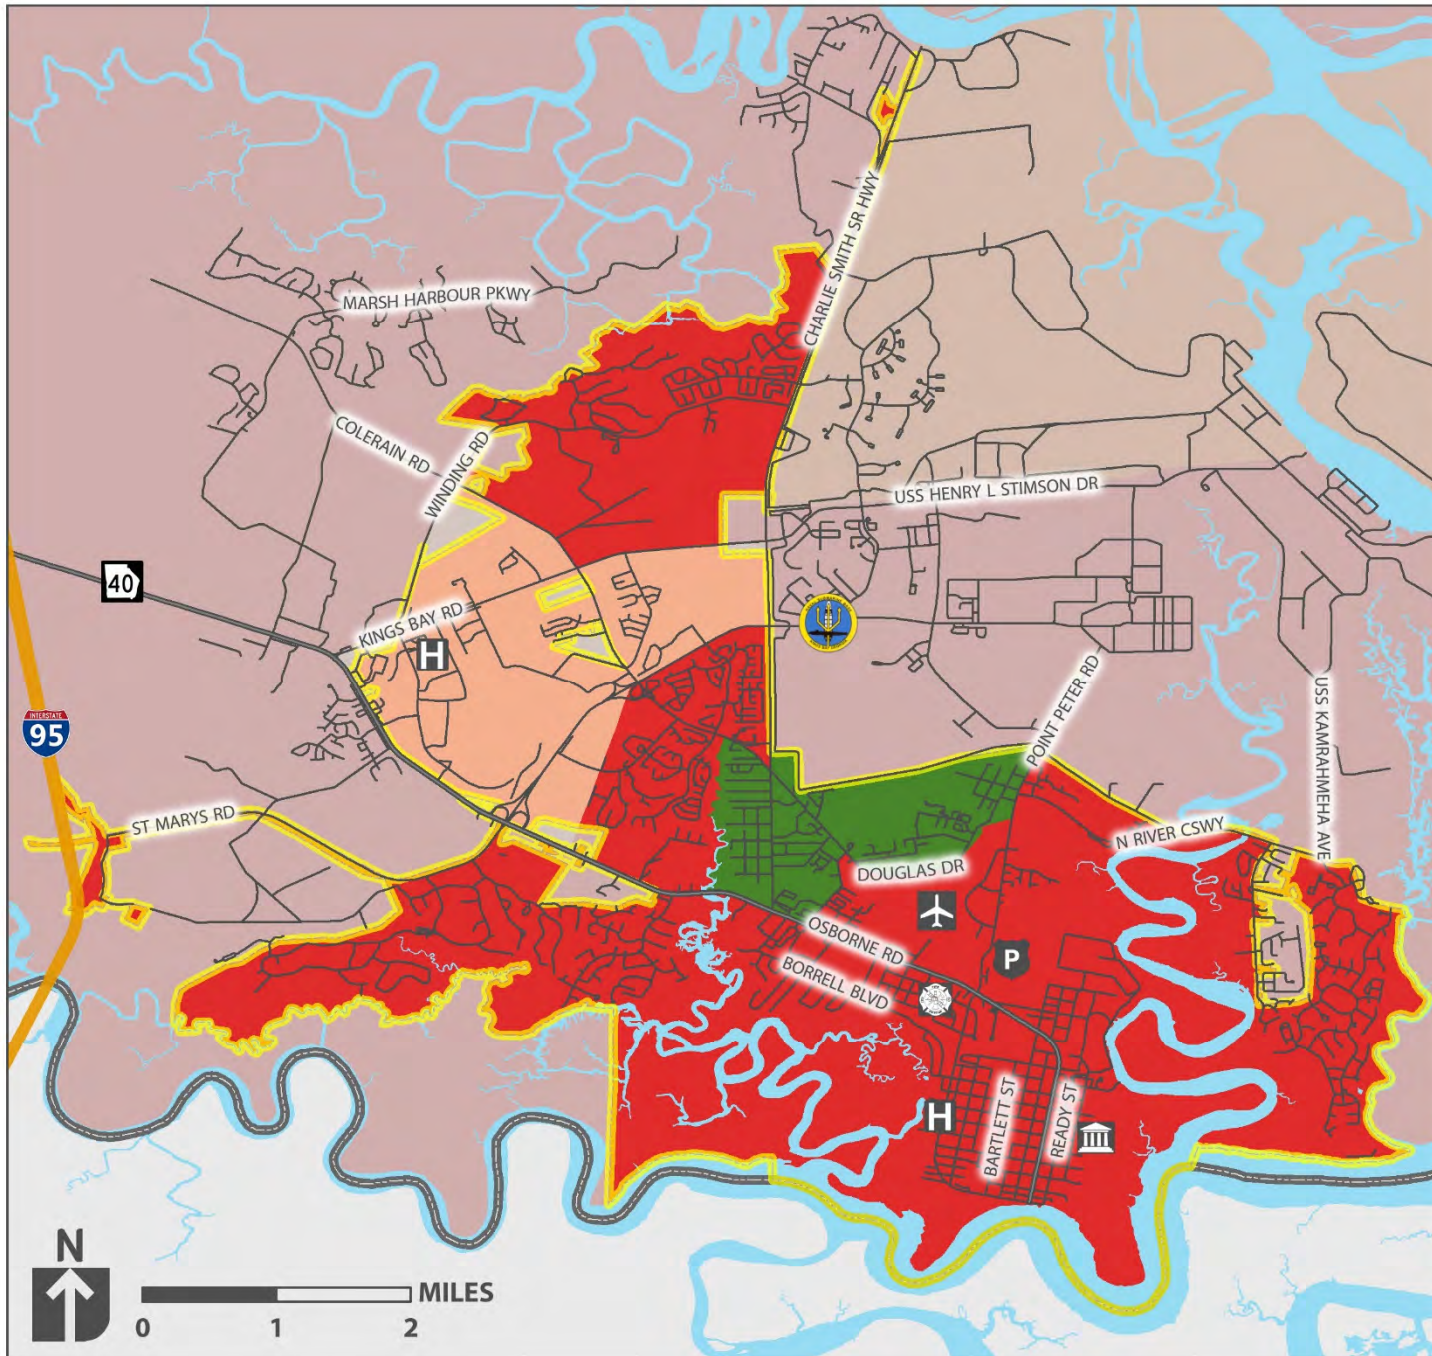 CHARLIE SMITH SR HWY
MARSH HARBOUR PKWY
COLERAIN RD
WINDING RD
USS HENRY L STIMSON DR
40
KINGS BAY RD
H
POINT PETER RD
USS KAMRAHMEHA AVE
INTERSTATE
95
ST MARYS RD
N RIVER CSWY
DOUGLAS DR
OSBORNE RD
P
BORRELL BLVD
H
BARTLETT ST
READY ST
N
MILES
0 1 2